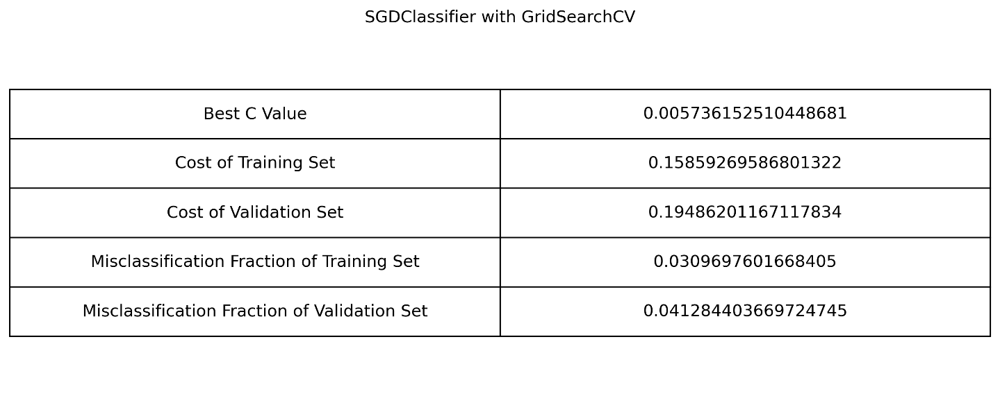 SGDClassifier with GridSearchCV
Best C Value 0.005736152510448681
Cost of Training Set 0.15859269586801322
Cost of Validation Set 0.19486201167117834
Misclassification Fraction of Training Set 0.0309697601668405
Misclassification Fraction of Validation Set 0.041284403669724745